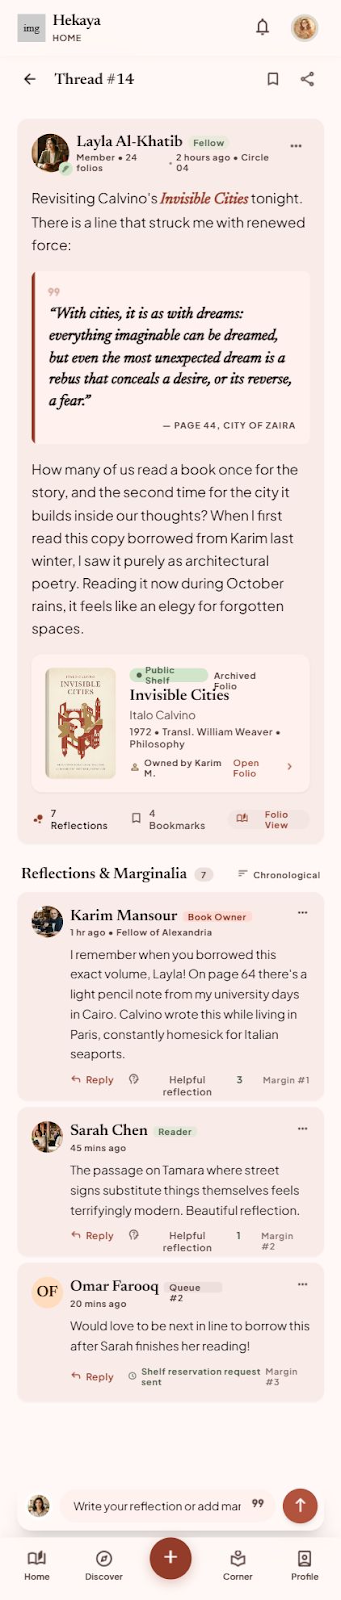 img
Hekaya
HOME
Thread #14
Layla Al-Khatib Fellow
Member • 24 folios • 2 hours ago • Circle 04
Revisiting Calvino's Invisible Cities tonight.
There is a line that struck me with renewed
force:
99
“With cities, it is as with dreams:
everything imaginable can be dreamed,
but even the most unexpected dream is a
rebus that conceals a desire, or its reverse,
a fear.”
— PAGE 44, CITY OF ZAIRA
How many of us read a book once for the
story, and the second time for the city it
builds inside our thoughts? When I first
read this copy borrowed from Karim last
winter, I saw it purely as architectural
poetry. Reading it now during October
rains, it feels like an elegy for forgotten
spaces.
INVISIBLE
CITIES
Public Shelf
Archived Folio
Invisible Cities
Italo Calvino
1972 • Transl. William Weaver •
Philosophy
Owned by Karim M.
Open Folio
7 Reflections
4 Bookmarks
Folio View
Reflections & Marginalia 7 Chronological
Karim Mansour Book Owner
1 hr ago • Fellow of Alexandria
I remember when you borrowed this
exact volume, Layla! On page 64 there's a
light pencil note from my university days
in Cairo. Calvino wrote this while living in
Paris, constantly homesick for Italian
seaports.
Reply Helpful reflection 3 Margin #1
Sarah Chen Reader
45 mins ago
The passage on Tamara where street
signs substitute things themselves feels
terrifyingly modern. Beautiful reflection.
Reply Helpful reflection 1 Margin #2
OF
Omar Farooq Queue #2
20 mins ago
Would love to be next in line to borrow this
after Sarah finishes her reading!
Reply Shelf reservation request sent Margin #3
Write your reflection or add mar 99
Home Discover Corner Profile